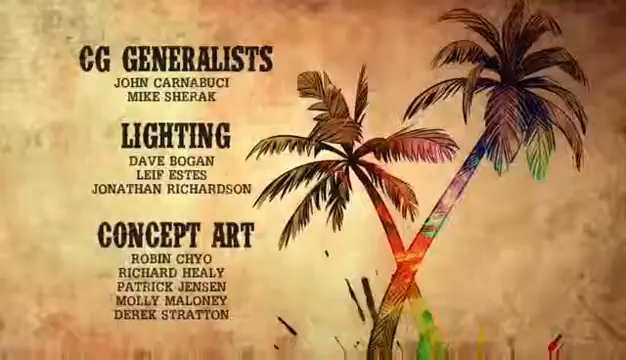 CG GENERALISTS
JOHN CARNABUCI
MIKE SHERAK
LIGHTING
DAVE BOGAN
LEIF ESTES
JONATHAN RICHARDSON
CONCEPT ART
ROBIN CHYO
RICHARD HEALY
PATRICK JENSEN
MOLLY MALONEY
DEREK STRATTON